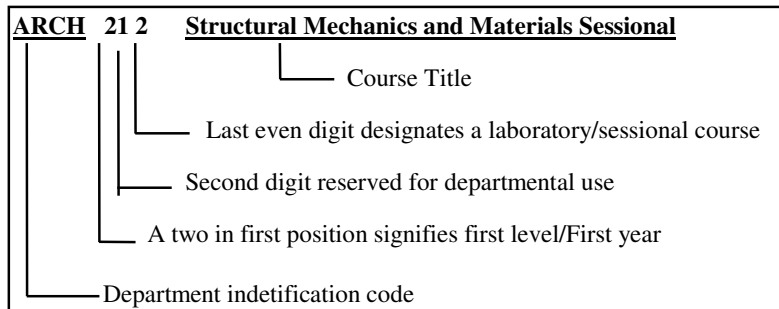 ARCH 21 2 Structural Mechanics and Materials Sessional
Course Title
Last even digit designates a laboratory/sessional course
Second digit reserved for departmental use
A two in first position signifies first level/First year
Department indetification code